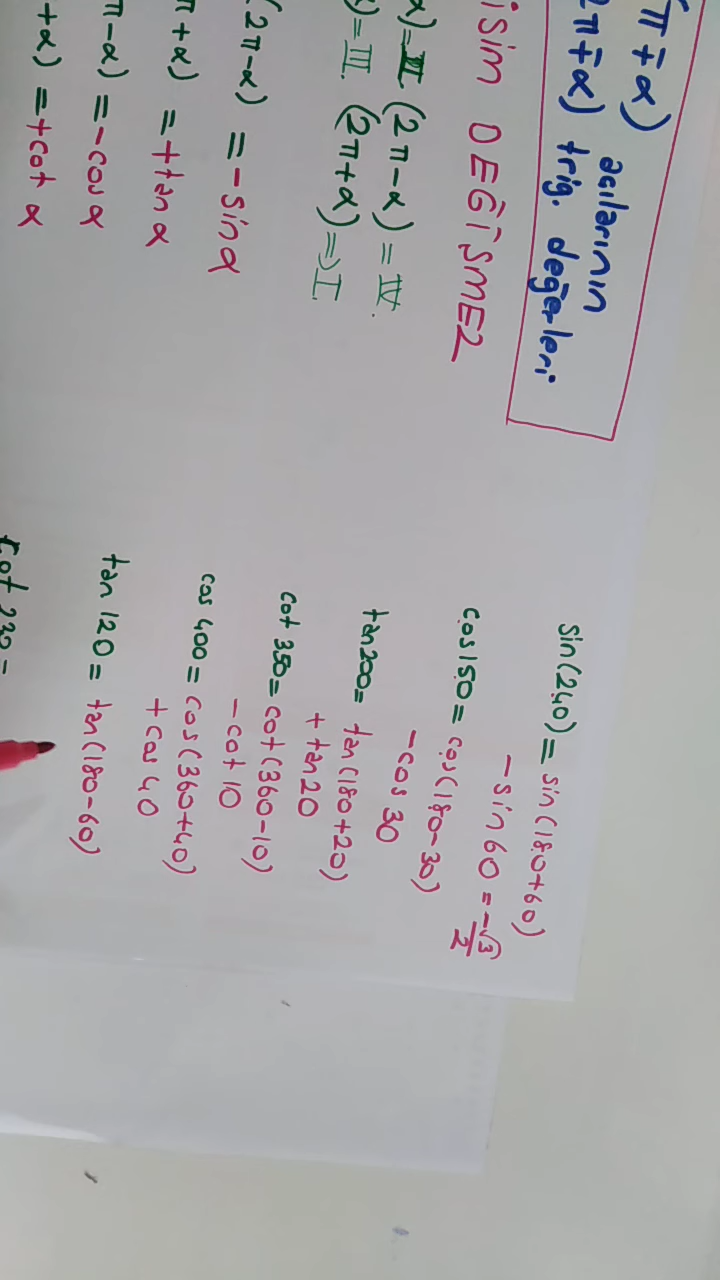 π∓α) açılarının
2π∓α) trig. değerleri
isim DEĞİŞMEZ
α)=II (2π-α) = IV.
)=III (2π+α)=>I.
(2π-α) = -sinα
π+α) = +tanα
π-α) = -cosα
+α) = +cotα
sin(240) = sin(180+60)
-sin60 = -√3/2
cos150 = cos(180-30)
-cos30
tan200 = tan(180+20)
+tan20
cot350 = cot(360-10)
-cot10
cos400 = cos(360+40)
+cos40
tan120 = tan(180-60)
cot 230 =